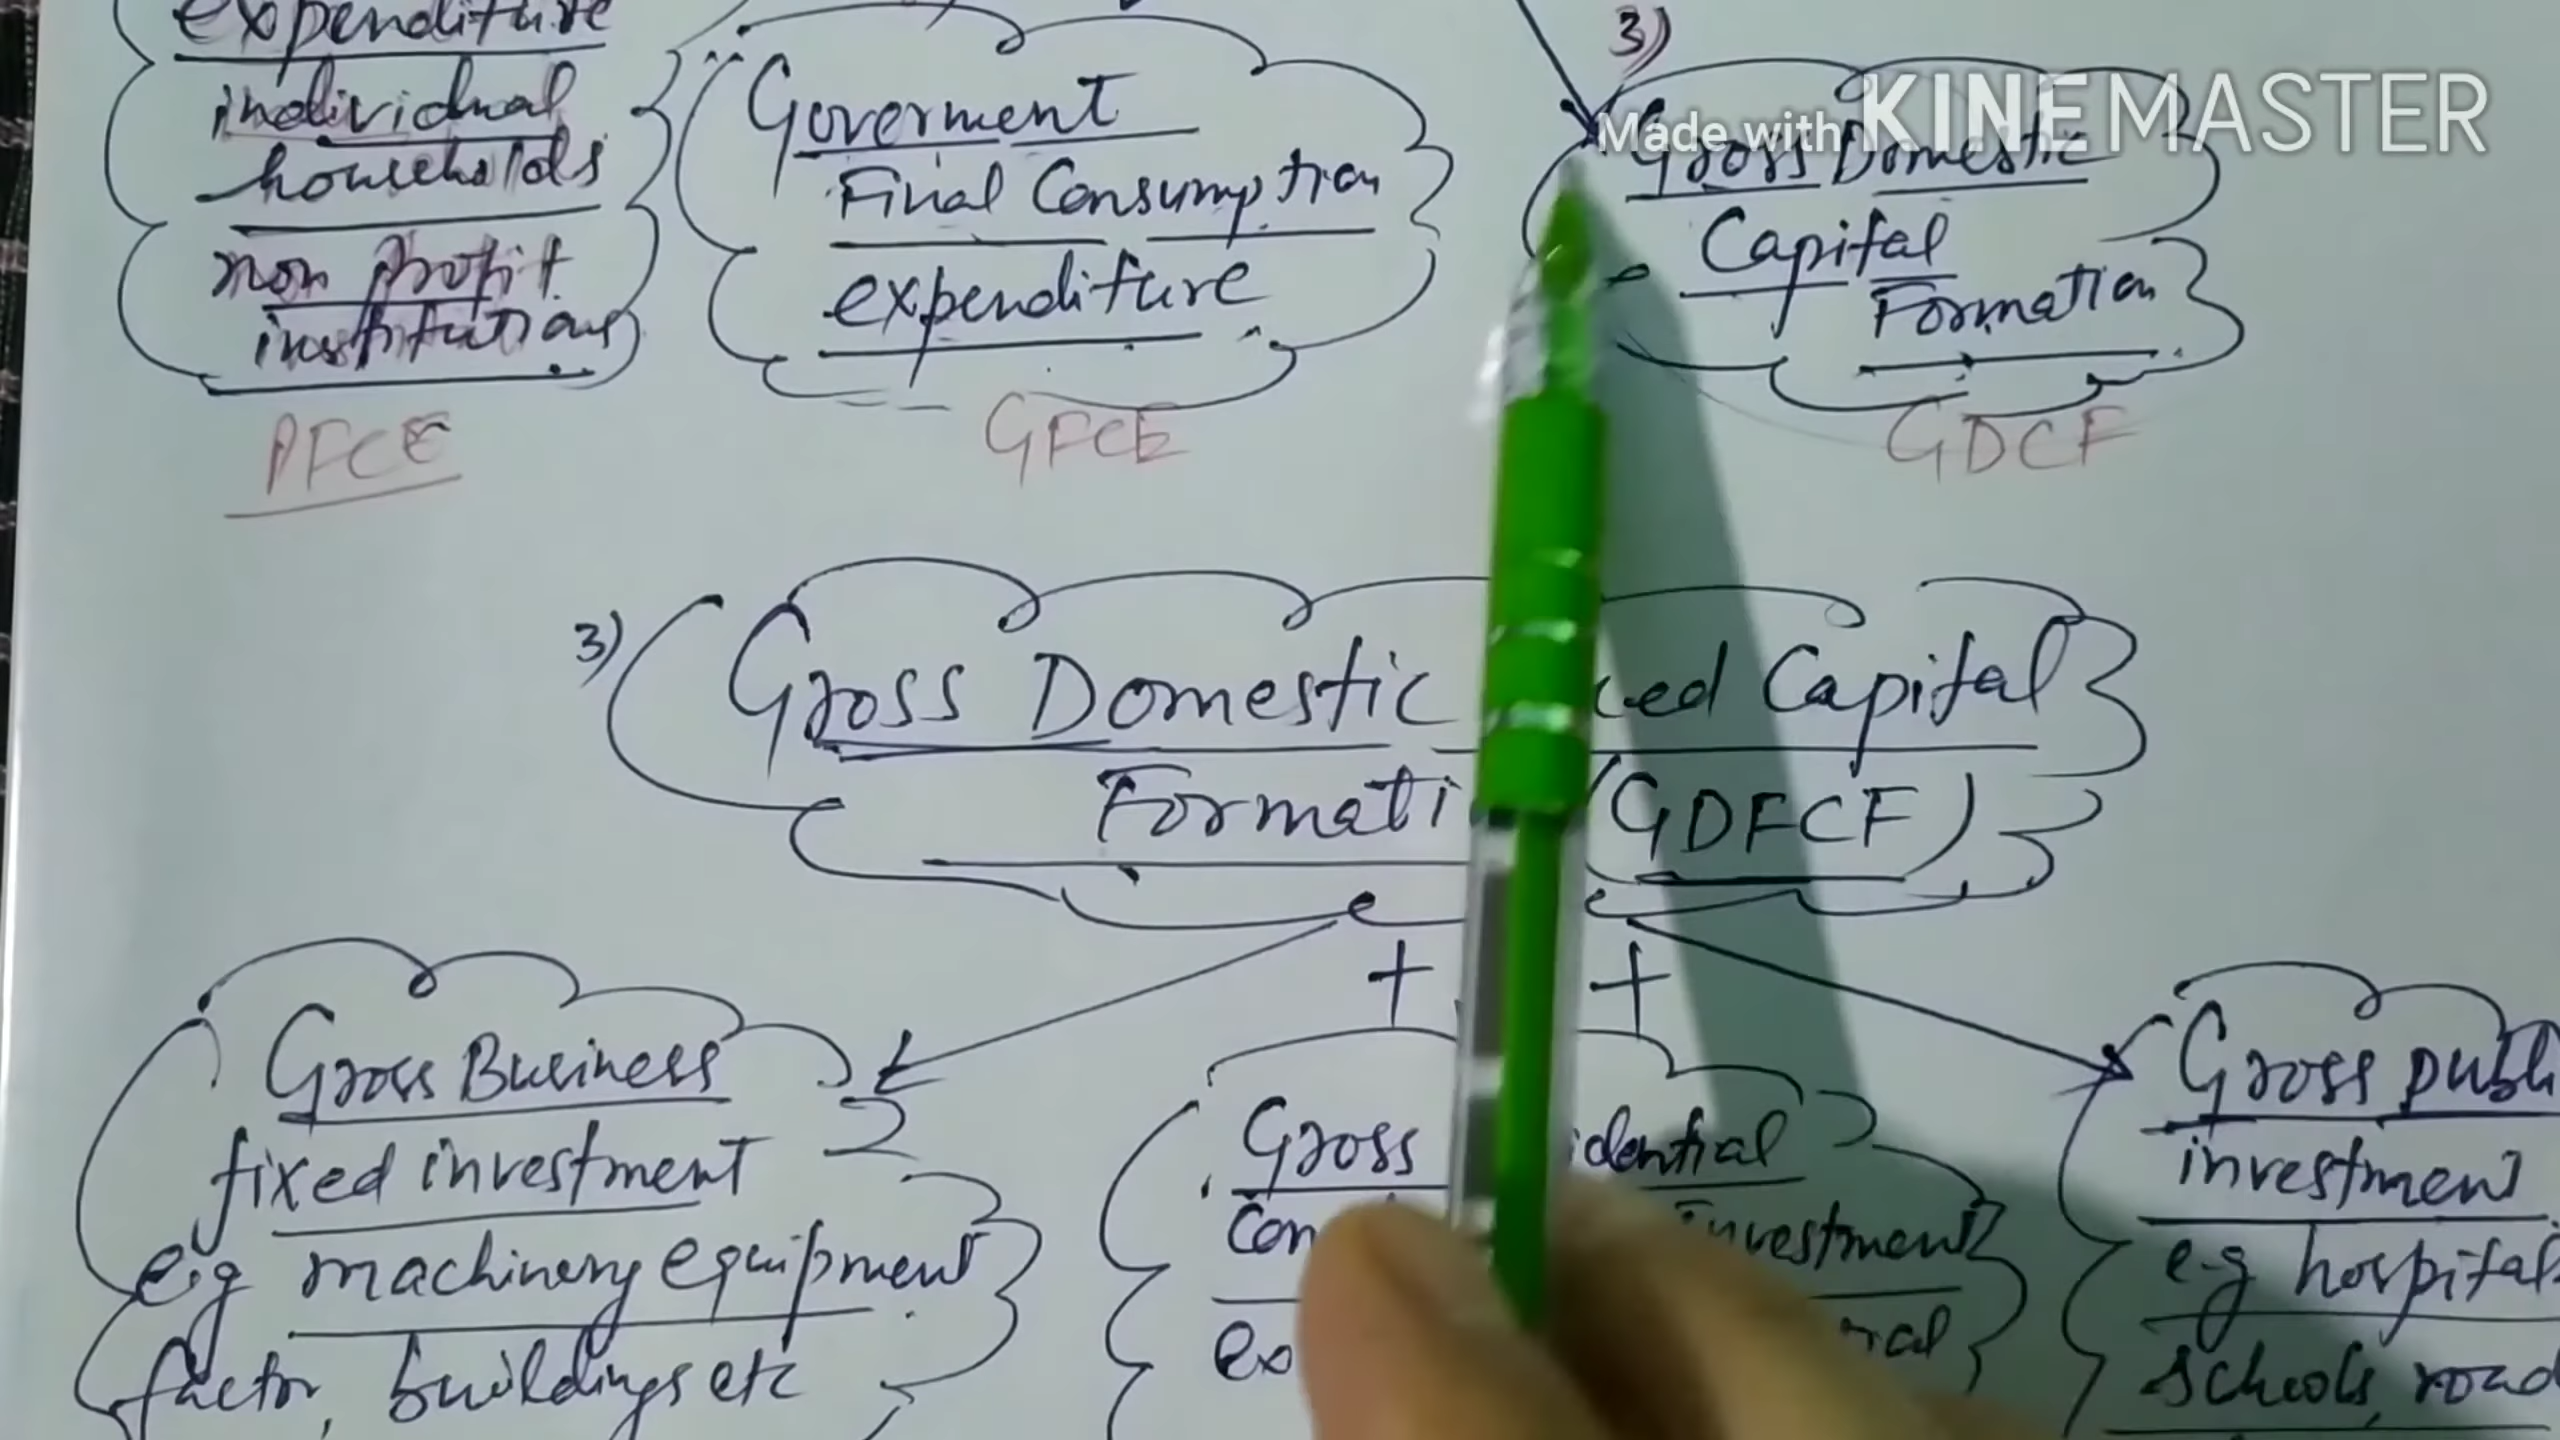 expenditure
individual
households
non profit
institutions
PFCE
Goverment
Final Consumption
expenditure
GFCE
3)
Made with KINEMASTER
Gross Domestic
Capital
Formation
GDCF
3)
Gross Domestic Capital
(GDFCF)
+ +
Gross Business
fixed investment
e.g machinery equipment
factor, buildings etc
Gross
investment
Gross
investment
e.g hospital
schools, road